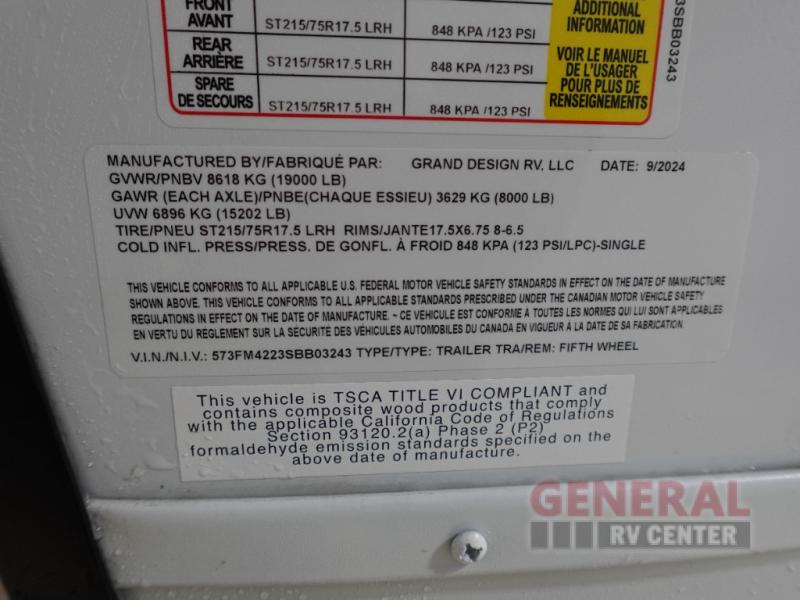 FRONT
AVANT ST215/75R17.5 LRH 848 KPA /123 PSI
REAR
ARRIÈRE ST215/75R17.5 LRH 848 KPA /123 PSI
SPARE
DE SECOURS ST215/75R17.5 LRH 848 KPA /123 PSI
ADDITIONAL
INFORMATION
VOIR LE MANUEL
DE L'USAGER
POUR PLUS DE
RENSEIGNEMENTS
3SBB03243
MANUFACTURED BY/FABRIQUÉ PAR: GRAND DESIGN RV, LLC DATE: 9/2024
GVWR/PNBV 8618 KG (19000 LB)
GAWR (EACH AXLE)/PNBE(CHAQUE ESSIEU) 3629 KG (8000 LB)
UVW 6896 KG (15202 LB)
TIRE/PNEU ST215/75R17.5 LRH RIMS/JANTE17.5X6.75 8-6.5
COLD INFL. PRESS/PRESS. DE GONFL. À FROID 848 KPA (123 PSI/LPC)-SINGLE
THIS VEHICLE CONFORMS TO ALL APPLICABLE U.S. FEDERAL MOTOR VEHICLE SAFETY STANDARDS IN EFFECT ON THE DATE OF MANUFACTURE
SHOWN ABOVE. THIS VEHICLE CONFORMS TO ALL APPLICABLE STANDARDS PRESCRIBED UNDER THE CANADIAN MOTOR VEHICLE SAFETY
REGULATIONS IN EFFECT ON THE DATE OF MANUFACTURE. - CE VÉHICULE EST CONFORME À TOUTES LES NORMES QUI LUI SONT APPLICABLES
EN VERTU DU REGLEMENT SUR LA SÉCURITÉ DES VÉHICULES AUTOMOBILES DU CANADA EN VIGUEUR À LA DATE DE SA FABRICATION.
V.I.N./N.I.V.: 573FM4223SBB03243 TYPE/TYPE: TRAILER TRA/REM: FIFTH WHEEL
This vehicle is TSCA TITLE VI COMPLIANT and
contains composite wood products that comply
with the applicable California Code of Regulations
Section 93120.2(a) Phase 2 (P2)
formaldehyde emission standards specified on the
above date of manufacture.
GENERAL
RV CENTER